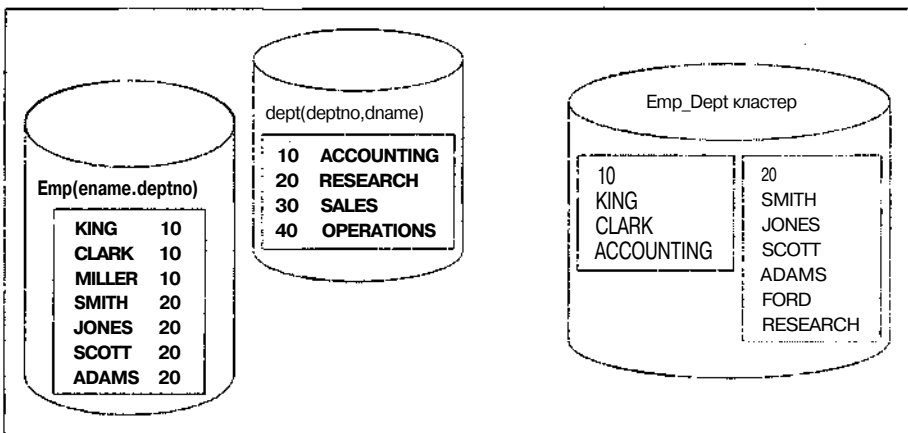 Emp(ename.deptno)
KING 10
CLARK 10
MILLER 10
SMITH 20
JONES 20
SCOTT 20
ADAMS 20
dept(deptno,dname)
10 ACCOUNTING
20 RESEARCH
30 SALES
40 OPERATIONS
Emp_Dept кластер
10
KING
CLARK
ACCOUNTING
20
SMITH
JONES
SCOTT
ADAMS
FORD
RESEARCH